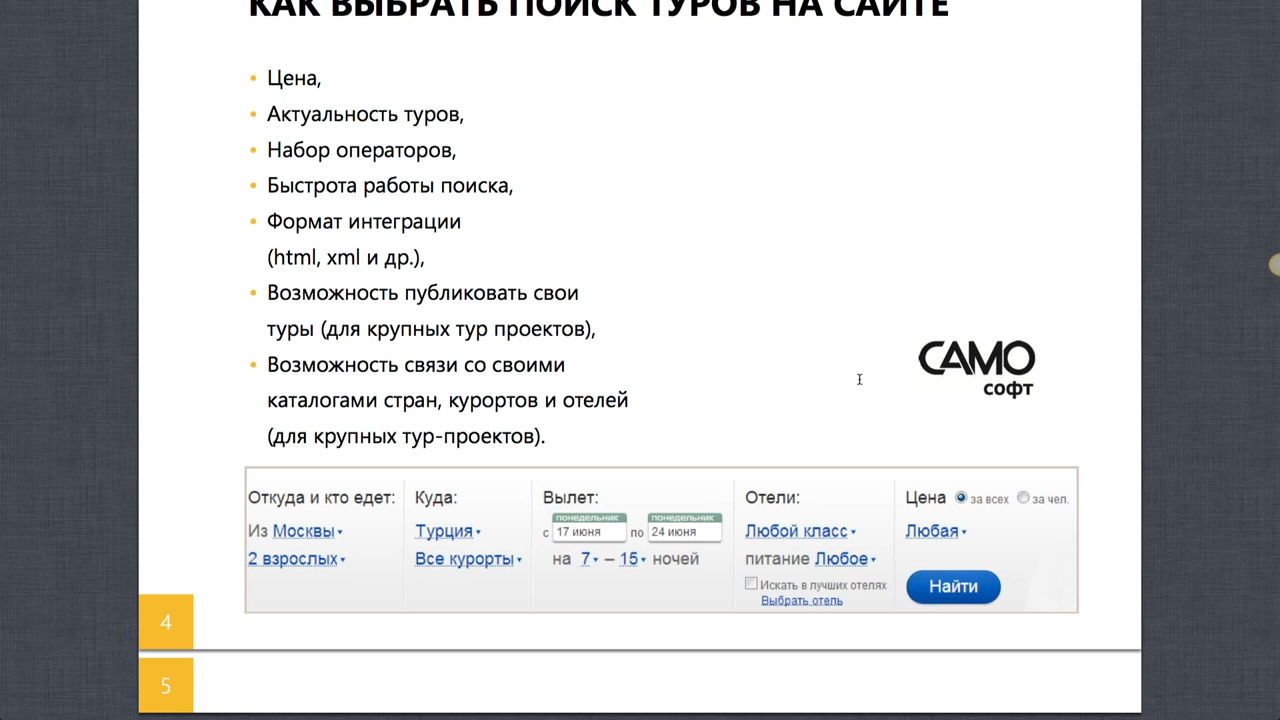 КАК ВЫБРАТЬ ПОИСК ТУРОВ НА САЙТЕ
• Цена,
• Актуальность туров,
• Набор операторов,
• Быстрота работы поиска,
• Формат интеграции
(html, xml и др.),
• Возможность публиковать свои
туры (для крупных тур проектов),
• Возможность связи со своими
каталогами стран, курортов и отелей
(для крупных тур-проектов).
САМО
софт
Откуда и кто едет:
Из Москвы
2 взрослых
Куда:
Турция
Все курорты
Вылет:
понедельник понедельник
с 17 июня по 24 июня
на 7 – 15 ночей
Отели:
Любой класс
питание Любое
Искать в лучших отелях
Выбрать отель
Цена за всех за чел.
Любая
Найти
4
5